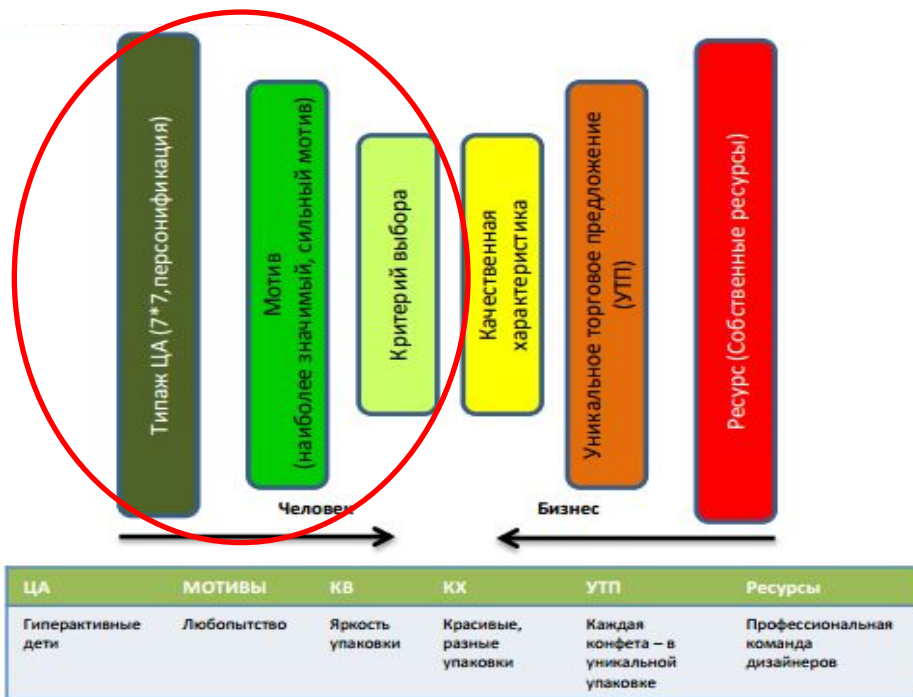 Типаж ЦА (7*7,персонификация)
Мотив
(наиболее значимый, сильный мотив)
Критерий выбора
Качественная
характеристика
Уникальное торговое предложение
(УТП)
Ресурс (Собственные ресурсы)
Человек
Бизнес
ЦА
МОТИВЫ
КВ
КХ
УТП
Ресурсы
Гиперактивные
дети
Любопытство
Яркость
упаковки
Красивые,
разные
упаковки
Каждая
конфета – в
уникальной
упаковке
Профессиональная
команда
дизайнеров